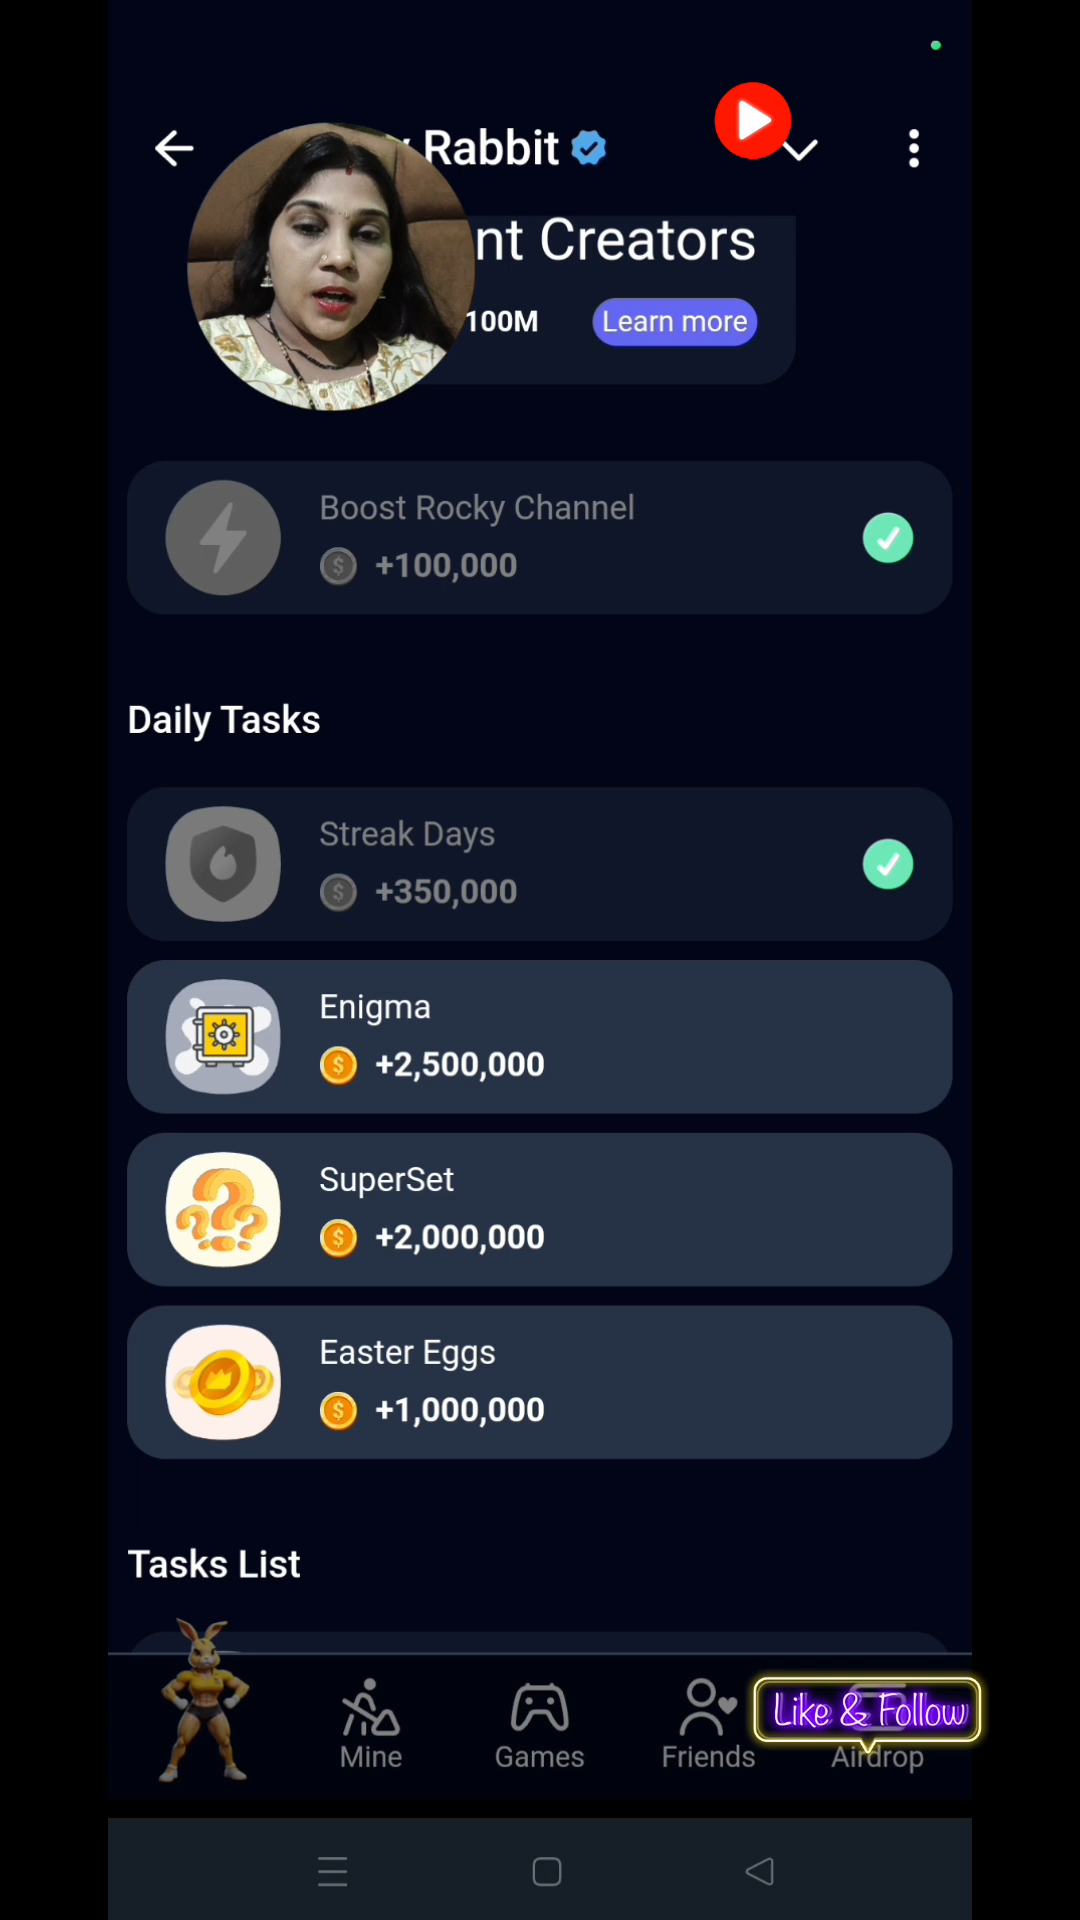 Rabbit
nt Creators
100M
Learn more
Boost Rocky Channel
+100,000
Daily Tasks
Streak Days
+350,000
Enigma
+2,500,000
SuperSet
+2,000,000
Easter Eggs
+1,000,000
Tasks List
Like & Follow
Mine
Games
Friends
Airdrop